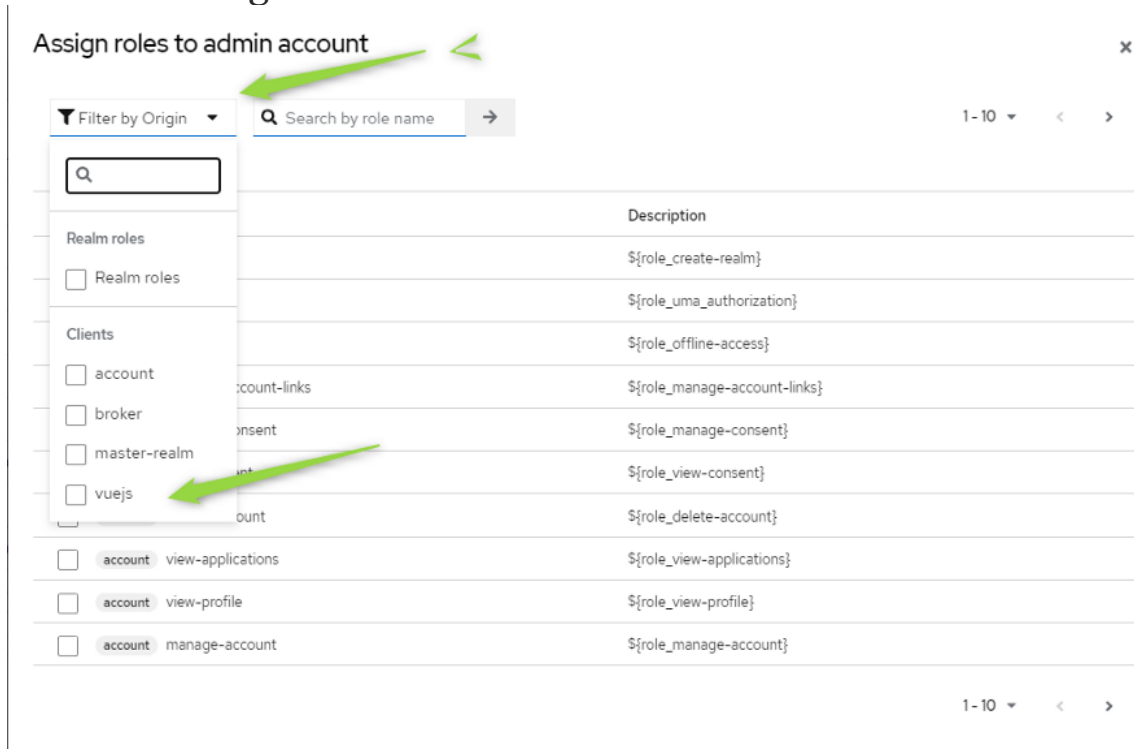 Assign roles to admin account
Filter by Origin
Search by role name
1 - 10
Description
Realm roles
${role_create-realm}
Realm roles
${role_uma_authorization}
Clients
${role_offline-access}
account
ccount-links
${role_manage-account-links}
broker
onsent
${role_manage-consent}
master-realm
${role_view-consent}
vuejs
ount
${role_delete-account}
account view-applications
${role_view-applications}
account view-profile
${role_view-profile}
account manage-account
${role_manage-account}
1 - 10